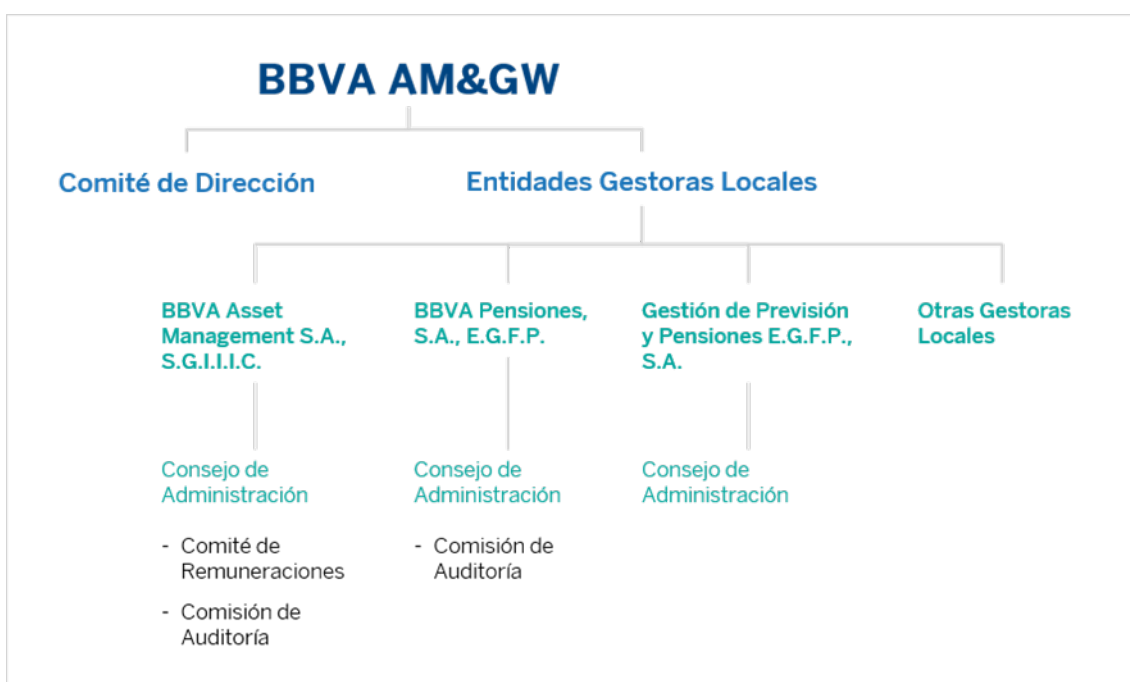 BBVA AM&GW
Comité de Dirección
Entidades Gestoras Locales
BBVA Asset
Management S.A.,
S.G.I.I.I.C.
BBVA Pensiones,
S.A., E.G.F.P.
Gestión de Previsión
y Pensiones E.G.F.P.,
S.A.
Otras Gestoras
Locales
Consejo de
Administración
- Comité de
Remuneraciones
- Comisión de
Auditoría
Consejo de
Administración
- Comisión de
Auditoría
Consejo de
Administración